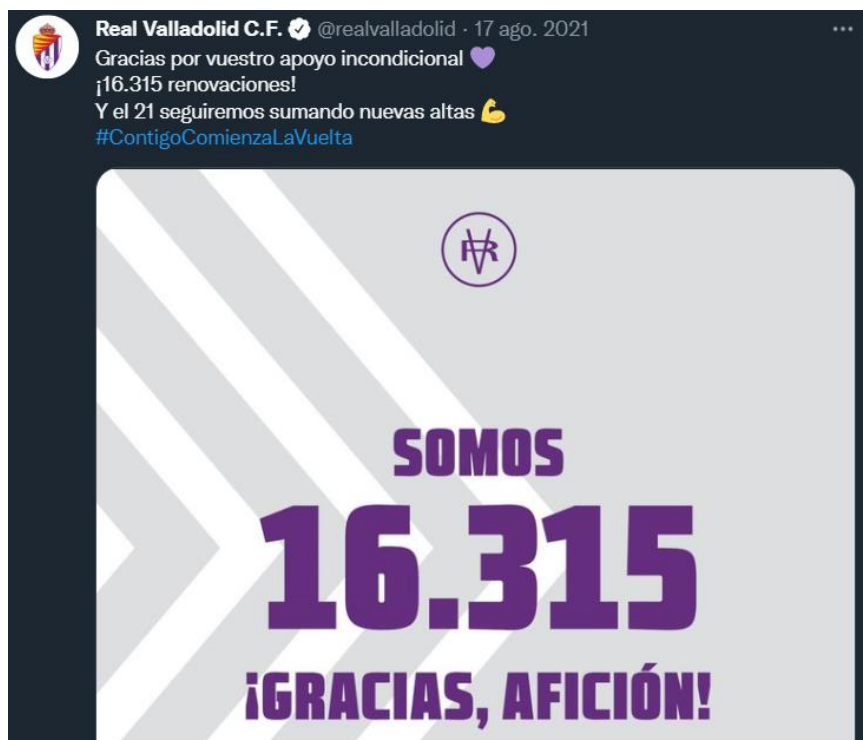 Real Valladolid C.F. @realvalladolid · 17 ago. 2021
Gracias por vuestro apoyo incondicional 💜
¡16.315 renovaciones!
Y el 21 seguiremos sumando nuevas altas 💪
#ContigoComienzaLaVuelta
SOMOS
16.315
¡GRACIAS, AFICIÓN!